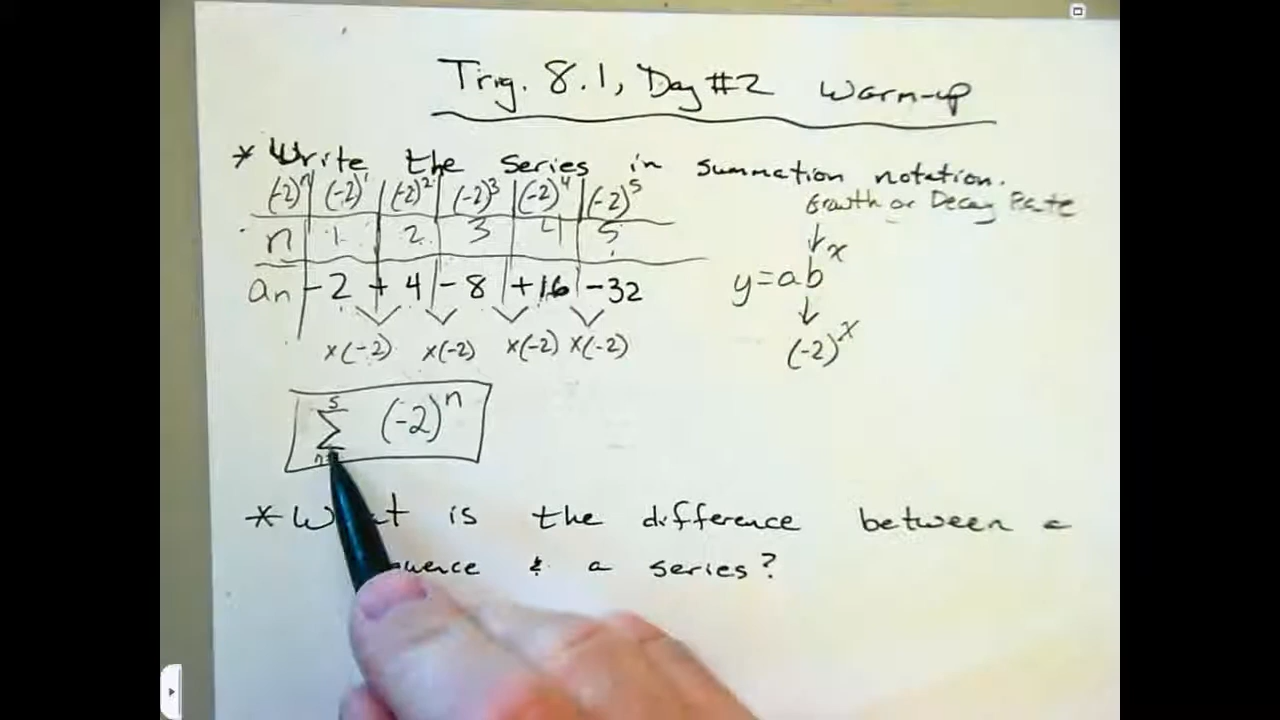 Trig. 8.1, Day #2 Warm-up
* Write the series in summation notation.
(-2)^n | (-2)^1 | (-2)^2 | (-2)^3 | (-2)^4 | (-2)^5
n | 1 | 2 | 3 | 4 | 5
an | -2 | +4 | -8 | +16 | -32
x(-2) x(-2) x(-2) x(-2)
Growth or Decay Rate
y=ab^x
(-2)^x
5
Σ (-2)^n
n=
* What is the difference between a
& a series?